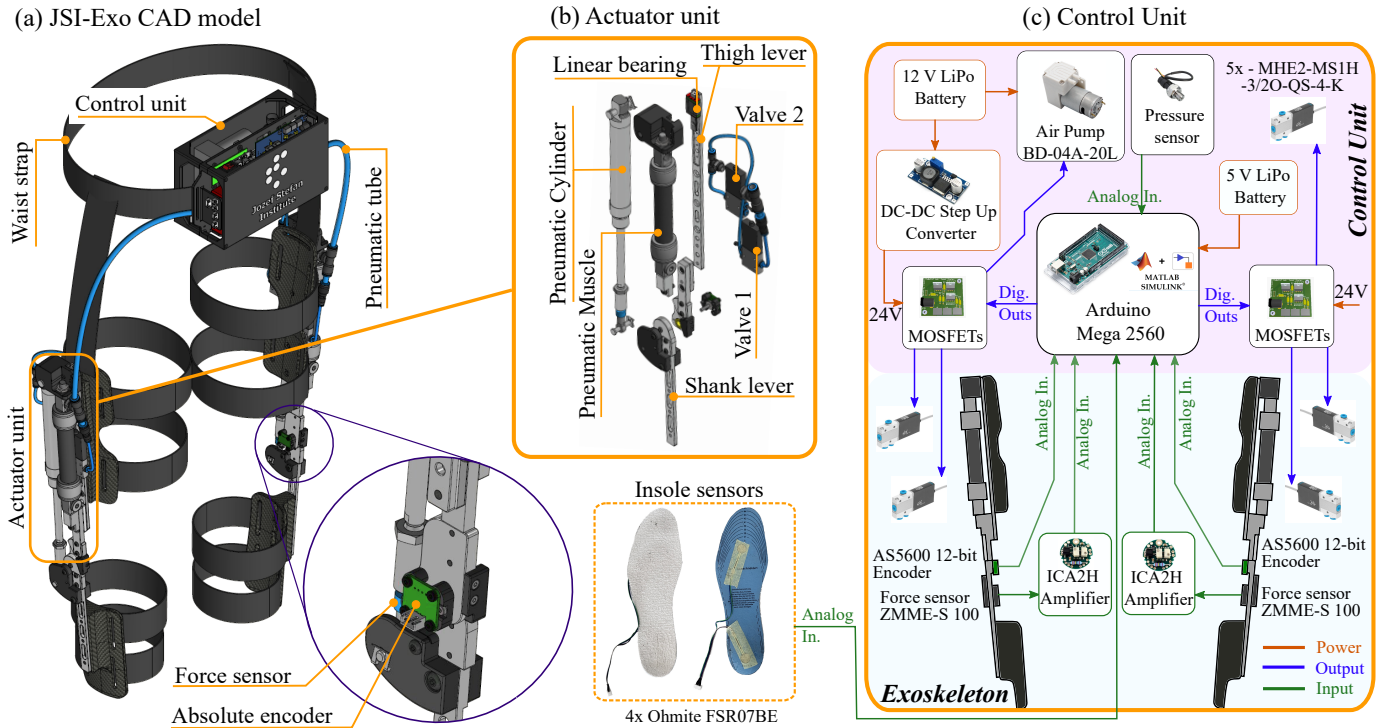 (a) JSI-Exo CAD model
Control unit
Waist strap
Jozef Stefan
Institute
Pneumatic tube
Actuator unit
Force sensor
Absolute encoder
(b) Actuator unit
Thigh lever
Linear bearing
Valve 2
Pneumatic Cylinder
Pneumatic Muscle
Valve 1
Shank lever
Insole sensors
4x Ohmite FSR07BE
Analog
In.
(c) Control Unit
12 V LiPo
Battery
Air Pump
BD-04A-20L
Pressure
sensor
5x - MHE2-MS1H
-3/2O-QS-4-K
Control Unit
DC-DC Step Up
Converter
Analog In.
5 V LiPo
Battery
MATLAB
SIMULINK®
Arduino
Mega 2560
24V
MOSFETs
Dig.
Outs
Dig.
Outs
MOSFETs
24V
Analog In.
Analog In.
Analog In.
Analog In.
AS5600 12-bit
Encoder
Force sensor
ZMME-S 100
ICA2H
Amplifier
ICA2H
Amplifier
AS5600 12-bit
Encoder
Force sensor
ZMME-S 100
Exoskeleton
Power
Output
Input